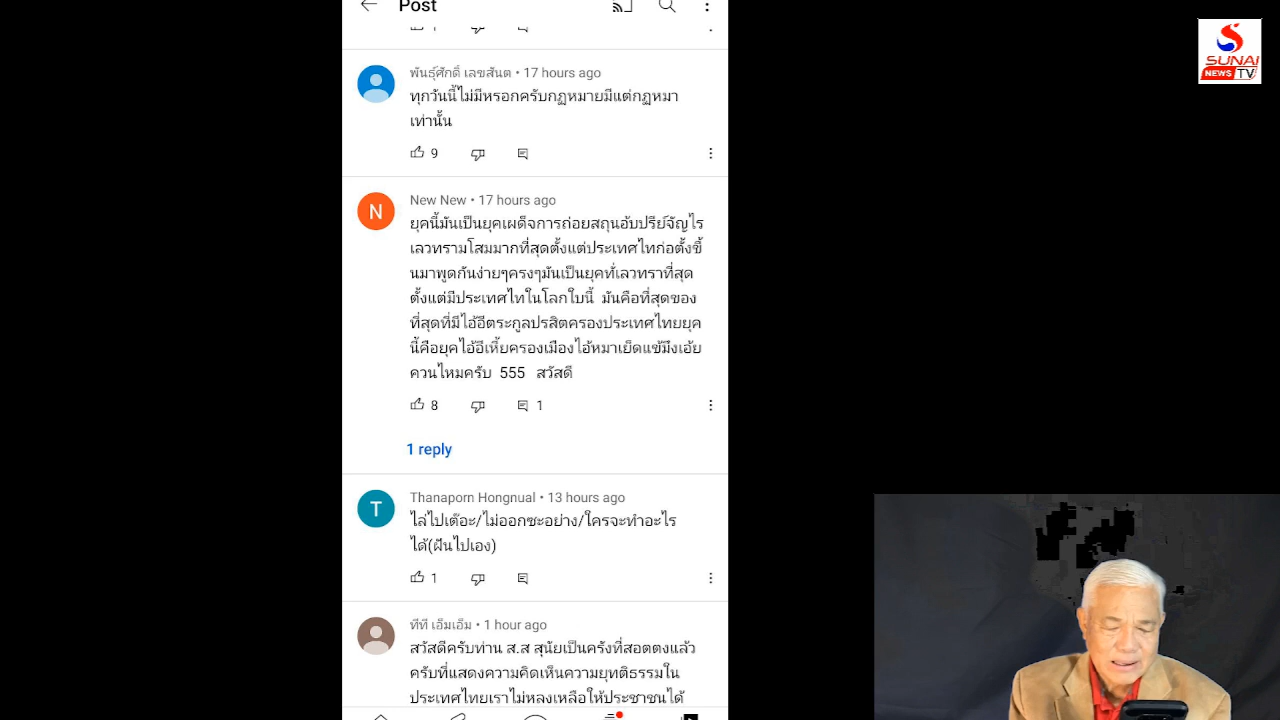 Post
พันธุ์ศักดิ์ เลขสันต • 17 hours ago
ทุกวันนี้ไม่มีหรอกครับกฏหมายมีแต่กฏหมา
เท่านั้น
9
New New • 17 hours ago
ยุคนี้มันเป็นยุคเผด็จการถ่อยสถุนอับปรีย์จัญไร
เลวทรามโสมมากที่สุดตั้งแต่ประเทศไทก่อตั้งขึ้
นมาพูดกันง่ายๆครงๆมันเป็นยุคทั่เลวทราที่สุด
ตั้งแต่มีประเทศไทในโลกใบนี้ มันคือที่สุดของ
ที่สุดที่มีไอ้อีตระกูลปรสิตครองประเทศไทยยุค
นี้คือยุคไอ้อีเหี้ยครองเมืองไอ้หมาเย็ดแข้มึงเอ้ย
ควนไหมครับ 555 สวัสดี
8 1
1 reply
Thanaporn Hongnual • 13 hours ago
ไล่ไปเต๊อะ/ไม่ออกซะอย่าง/ใครจะทำอะไร
ได้(ฝันไปเอง)
1
ทีที เอ็มเอ็ม • 1 hour ago
สวัสดีครับท่าน ส.ส สุนัยเป็นครั้งที่สอตตงแล้ว
ครับที่แสดงความคิดเห็นความยุทติธรรมใน
ประเทศไทยเราไม่หลงเหลือให้ประชาชนได้
SUNAI
NEWS TV